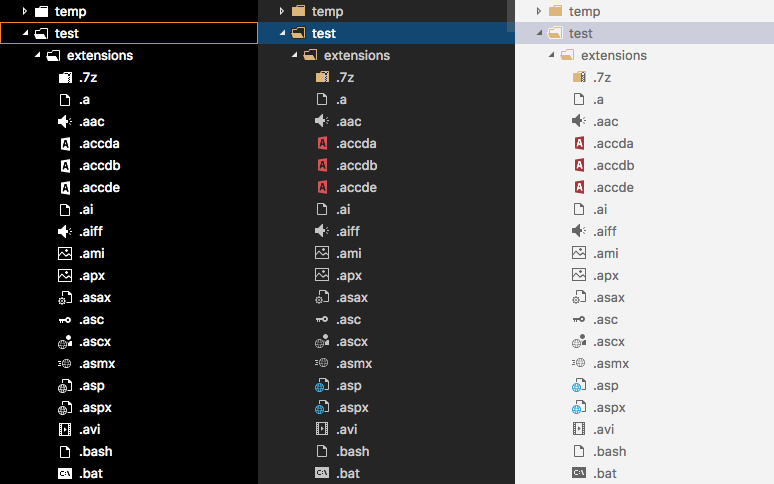 temp
test
extensions
.7z
.a
.aac
.accda
.accdb
.accde
.ai
.aiff
.ami
.apx
.asax
.asc
.ascx
.asmx
.asp
.aspx
.avi
.bash
C:\ .bat
temp
test
extensions
.7z
.a
.aac
.accda
.accdb
.accde
.ai
.aiff
.ami
.apx
.asax
.asc
.ascx
.asmx
.asp
.aspx
.avi
.bash
C:\ .bat
temp
test
extensions
.7z
.a
.aac
.accda
.accdb
.accde
.ai
.aiff
.ami
.apx
.asax
.asc
.ascx
.asmx
.asp
.aspx
.avi
.bash
C:\ .bat